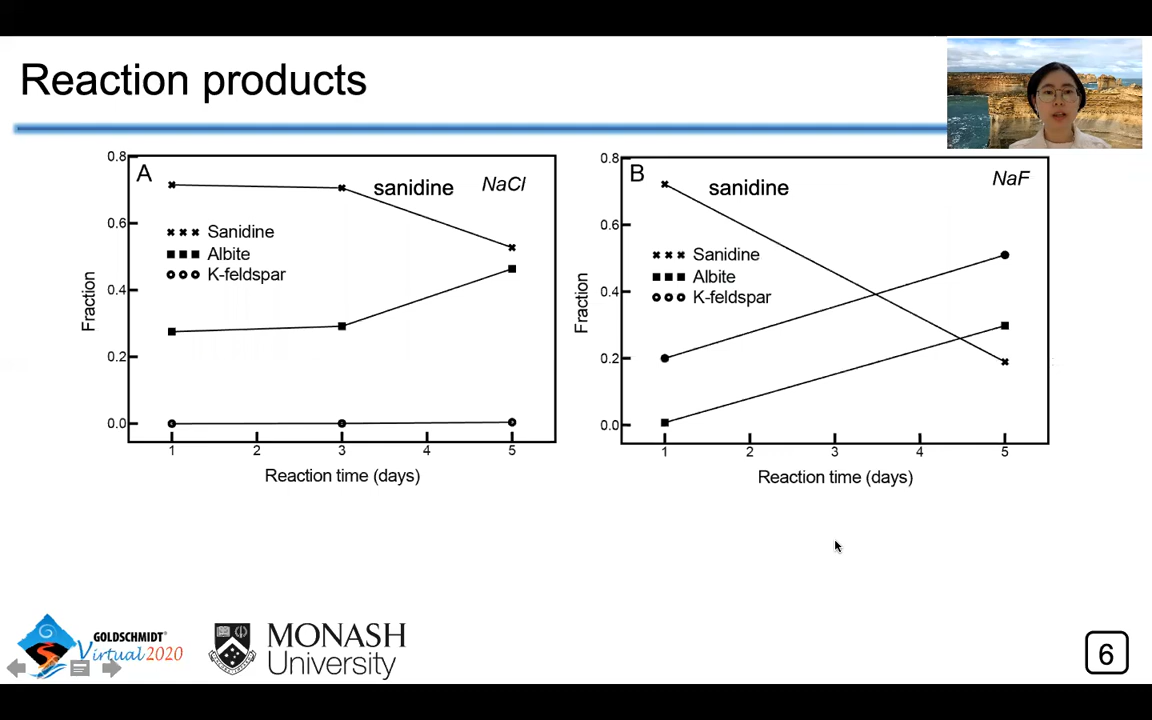 Reaction products
A
sanidine
NaCl
Sanidine
Albite
K-feldspar
Fraction
0.8
0.6
0.4
0.2
0.0
1 2 3 4 5
Reaction time (days)
B
sanidine
NaF
Sanidine
Albite
K-feldspar
Fraction
0.8
0.6
0.4
0.2
0.0
1 2 3 4 5
Reaction time (days)
GOLDSCHMIDT®
Virtual 2020
MONASH
University
6